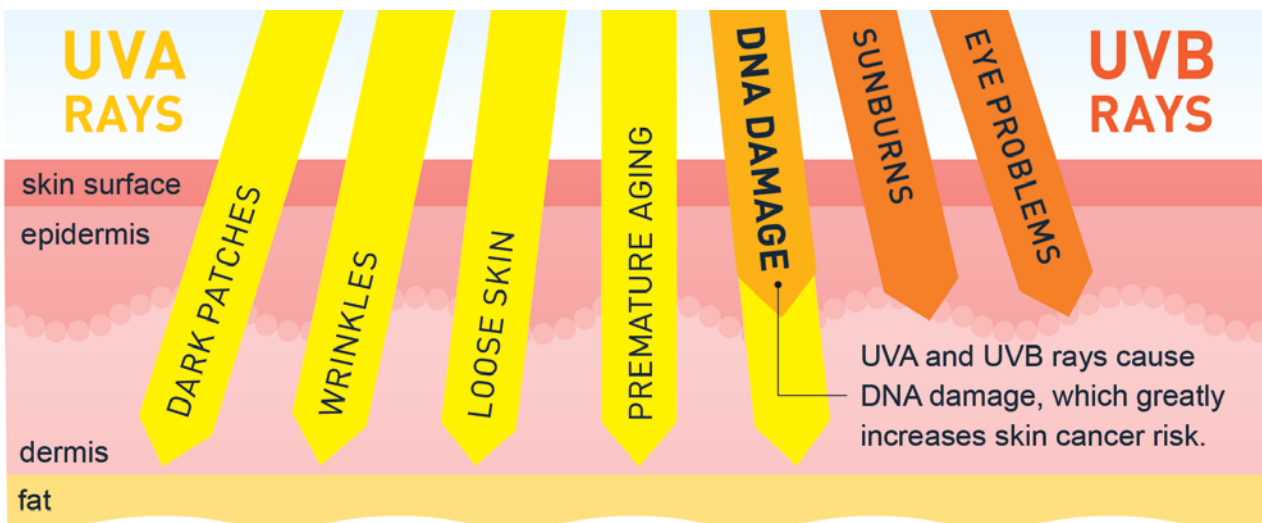 UVA
RAYS
UVB
RAYS
skin surface
epidermis
dermis
fat
DARK PATCHES
WRINKLES
LOOSE SKIN
PREMATURE AGING
DNA DAMAGE
SUNBURNS
EYE PROBLEMS
UVA and UVB rays cause
DNA damage, which greatly
increases skin cancer risk.